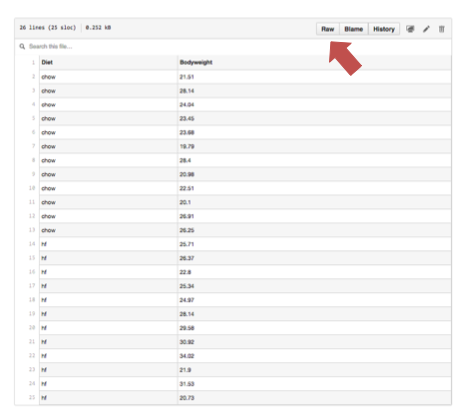 26 lines (25 sloc) 0.252 kB Raw Blame History
Search this file...
1 Diet Bodyweight
2 chow 21.51
3 chow 28.14
4 chow 24.04
5 chow 23.45
6 chow 23.68
7 chow 19.79
8 chow 28.4
9 chow 20.98
10 chow 22.51
11 chow 20.1
12 chow 26.91
13 chow 26.25
14 hf 25.71
15 hf 26.37
16 hf 22.8
17 hf 25.34
18 hf 24.97
19 hf 28.14
20 hf 29.58
21 hf 30.92
22 hf 34.02
23 hf 21.9
24 hf 31.53
25 hf 20.73